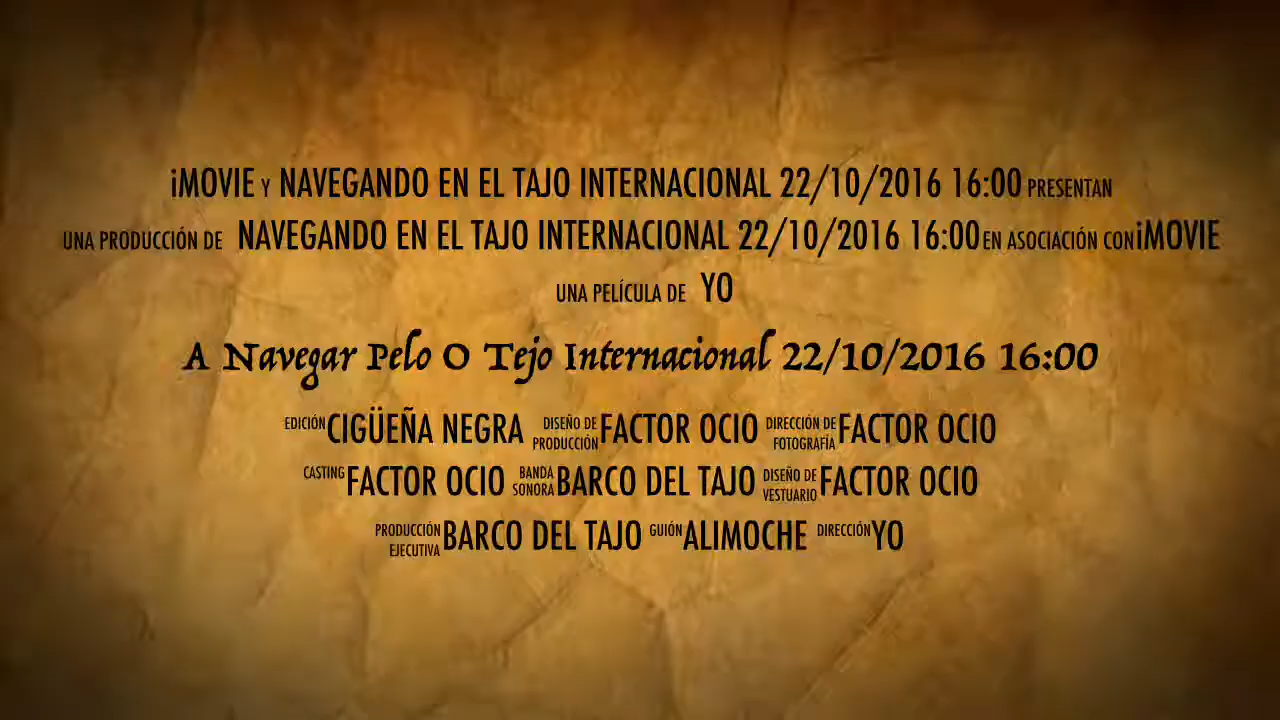 iMOVIE Y NAVEGANDO EN EL TAJO INTERNACIONAL 22/10/2016 16:00 PRESENTAN
UNA PRODUCCIÓN DE NAVEGANDO EN EL TAJO INTERNACIONAL 22/10/2016 16:00 EN ASOCIACIÓN CON iMOVIE
UNA PELÍCULA DE YO
A Navegar Pelo O Tejo Internacional 22/10/2016 16:00
EDICIÓN CIGÜEÑA NEGRA DISEÑO DE PRODUCCIÓN FACTOR OCIO DIRECCIÓN DE FOTOGRAFÍA FACTOR OCIO
CASTING FACTOR OCIO BANDA SONORA BARCO DEL TAJO DISEÑO DE VESTUARIO FACTOR OCIO
PRODUCCIÓN EJECUTIVA BARCO DEL TAJO GUIÓN ALIMOCHE DIRECCIÓN YO